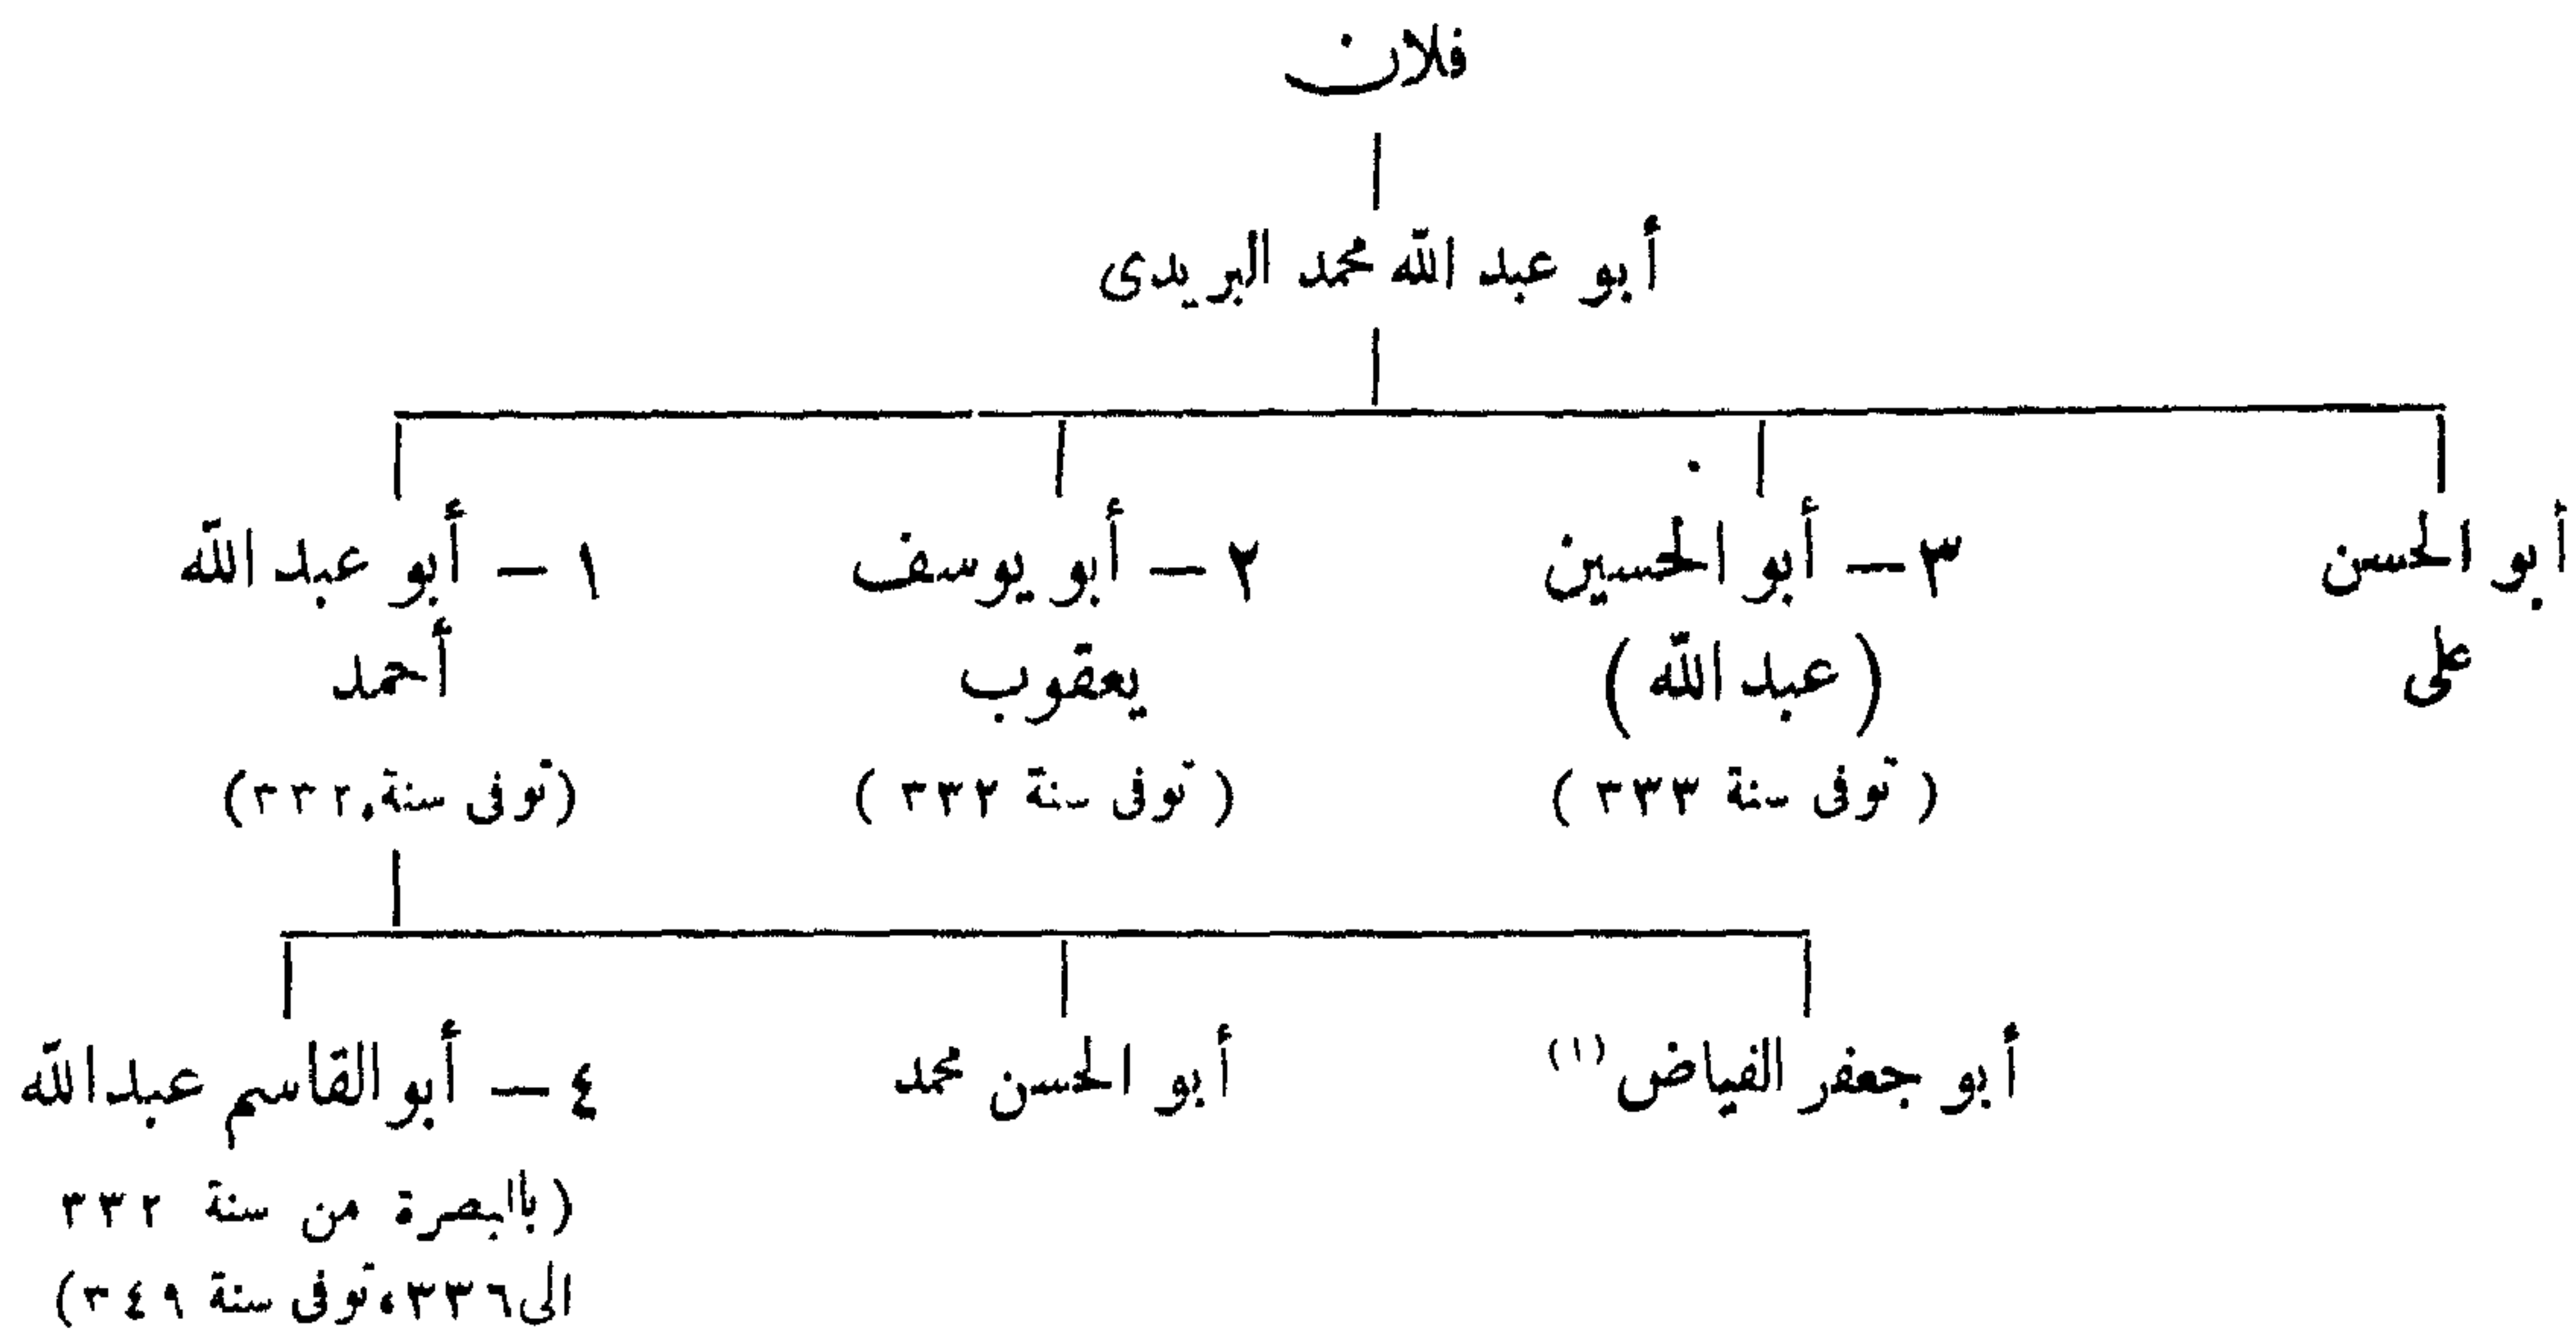 فلان
أبو عبد الله محمد البريدى
أبو الحسن
على
٣ – أبو الحسين
( عبد الله )
( توفى سنة ٣٣٣ )
٢ – أبو يوسف
يعقوب
( توفى سنة ٣٣٢ )
١ – أبو عبد الله
أحمد
(توفى سنة ٣٣٢)
أبو جعفر الفياض (١)
أبو الحسن محمد
٤ – أبو القاسم عبد الله
(بالبصرة من سنة ٣٣٢
الى ٣٣٦، توفى سنة ٣٤٩)